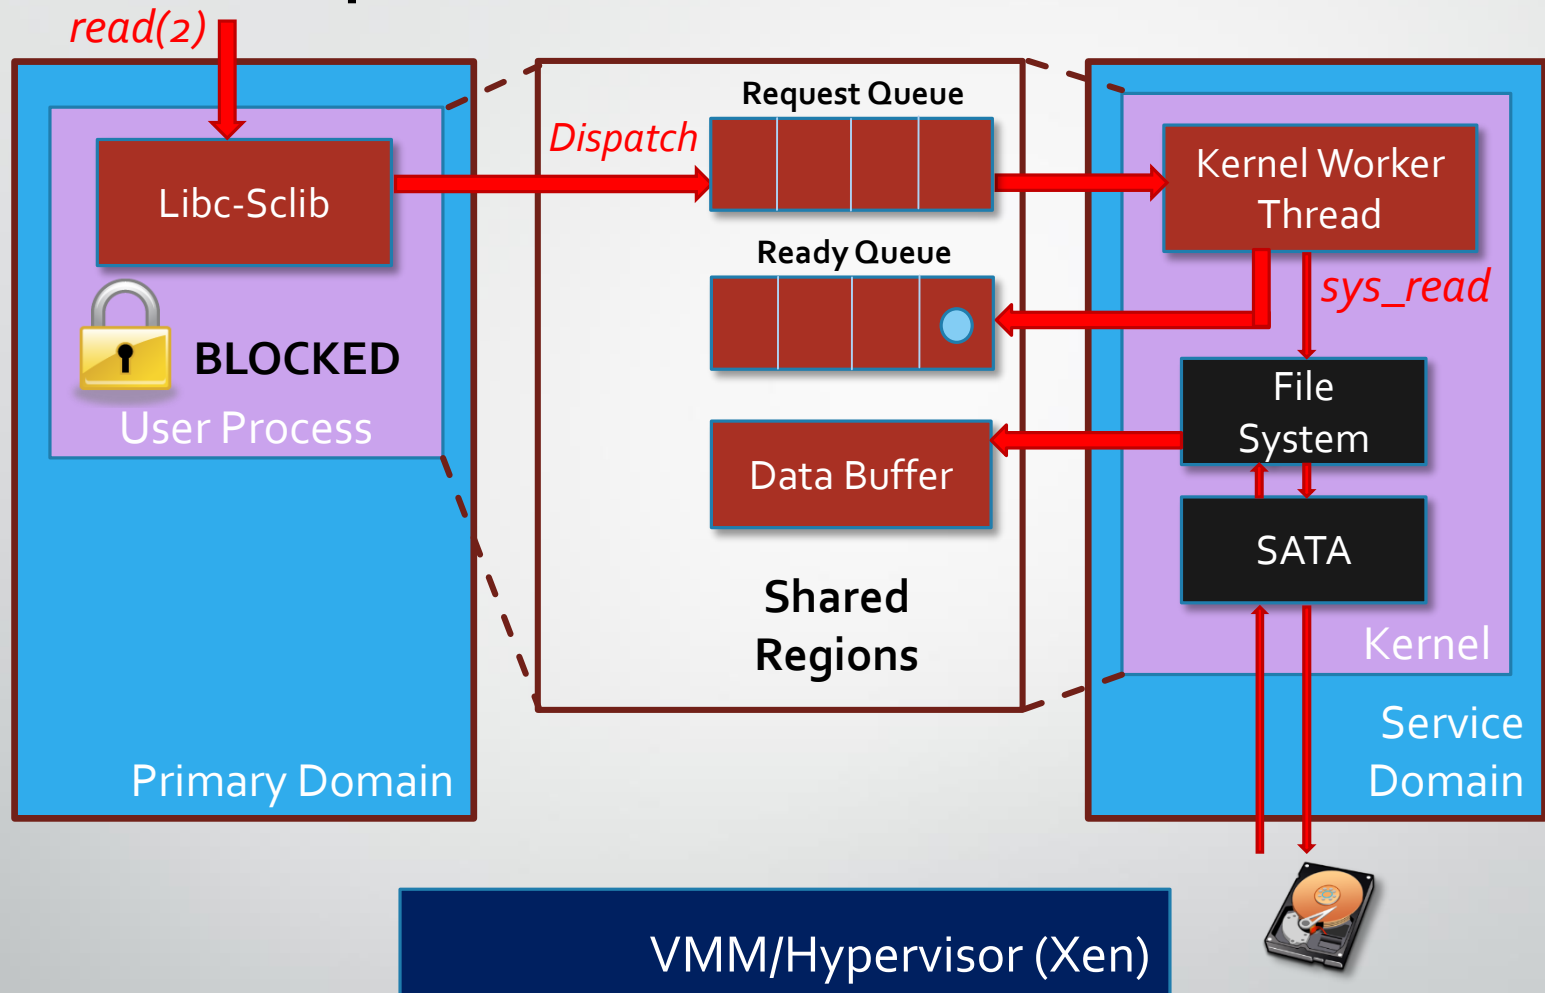 read(2)
Libc-Sclib
BLOCKED
User Process
Primary Domain
Dispatch
Request Queue
Ready Queue
Data Buffer
Shared
Regions
Kernel Worker
Thread
sys_read
File
System
SATA
Kernel
Service
Domain
VMM/Hypervisor (Xen)